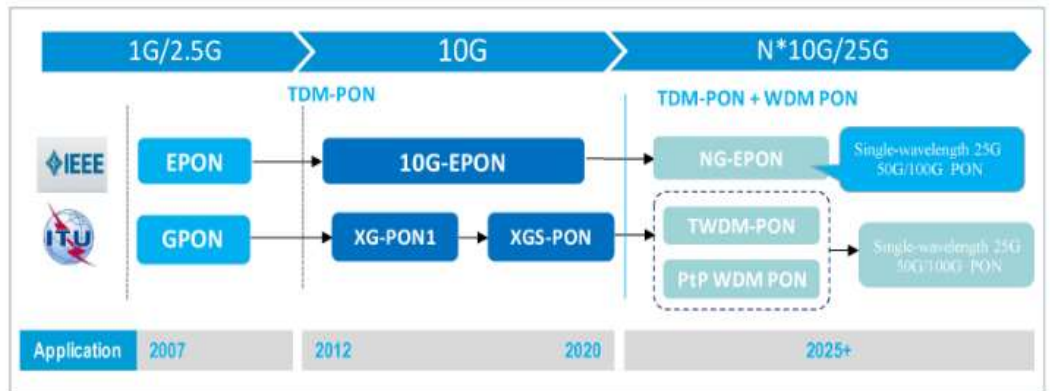 1G/2.5G
10G
N*10G/25G
TDM-PON
TDM-PON + WDM PON
IEEE
EPON
10G-EPON
NG-EPON
Single-wavelength 25G
50G/100G PON
ITU
GPON
XG-PON1
XGS-PON
TWDM-PON
PtP WDM PON
Single-wavelength 25G
50G/100G PON
Application
2007
2012
2020
2025+